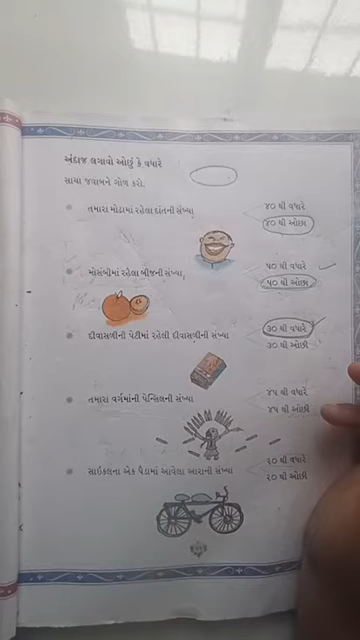 અંદાજ લગાવો ઓછું કે વધારે
સાચા જવાબને ગોળ કરો.
તમારા મોઢામાં રહેલા દાંતની સંખ્યા
૪૦ થી વધારે
૪૦ થી ઓછા
મોસંબીમાં રહેલા બીજની સંખ્યા,
૫૦ થી વધારે
૫૦ થી ઓછા
દીવાસળીની પેટીમાં રહેલી દીવાસળીની સંખ્યા
૩૦ થી વધારે
૩૦ થી ઓછી
તમારા વર્ગમાંની પેન્સિલની સંખ્યા
૪૫ થી વધારે
૪૫ થી ઓછી
સાઇકલના એક પૈડામાં આવેલા આરાની સંખ્યા
થી વધારે
૨૦ થી ઓછી